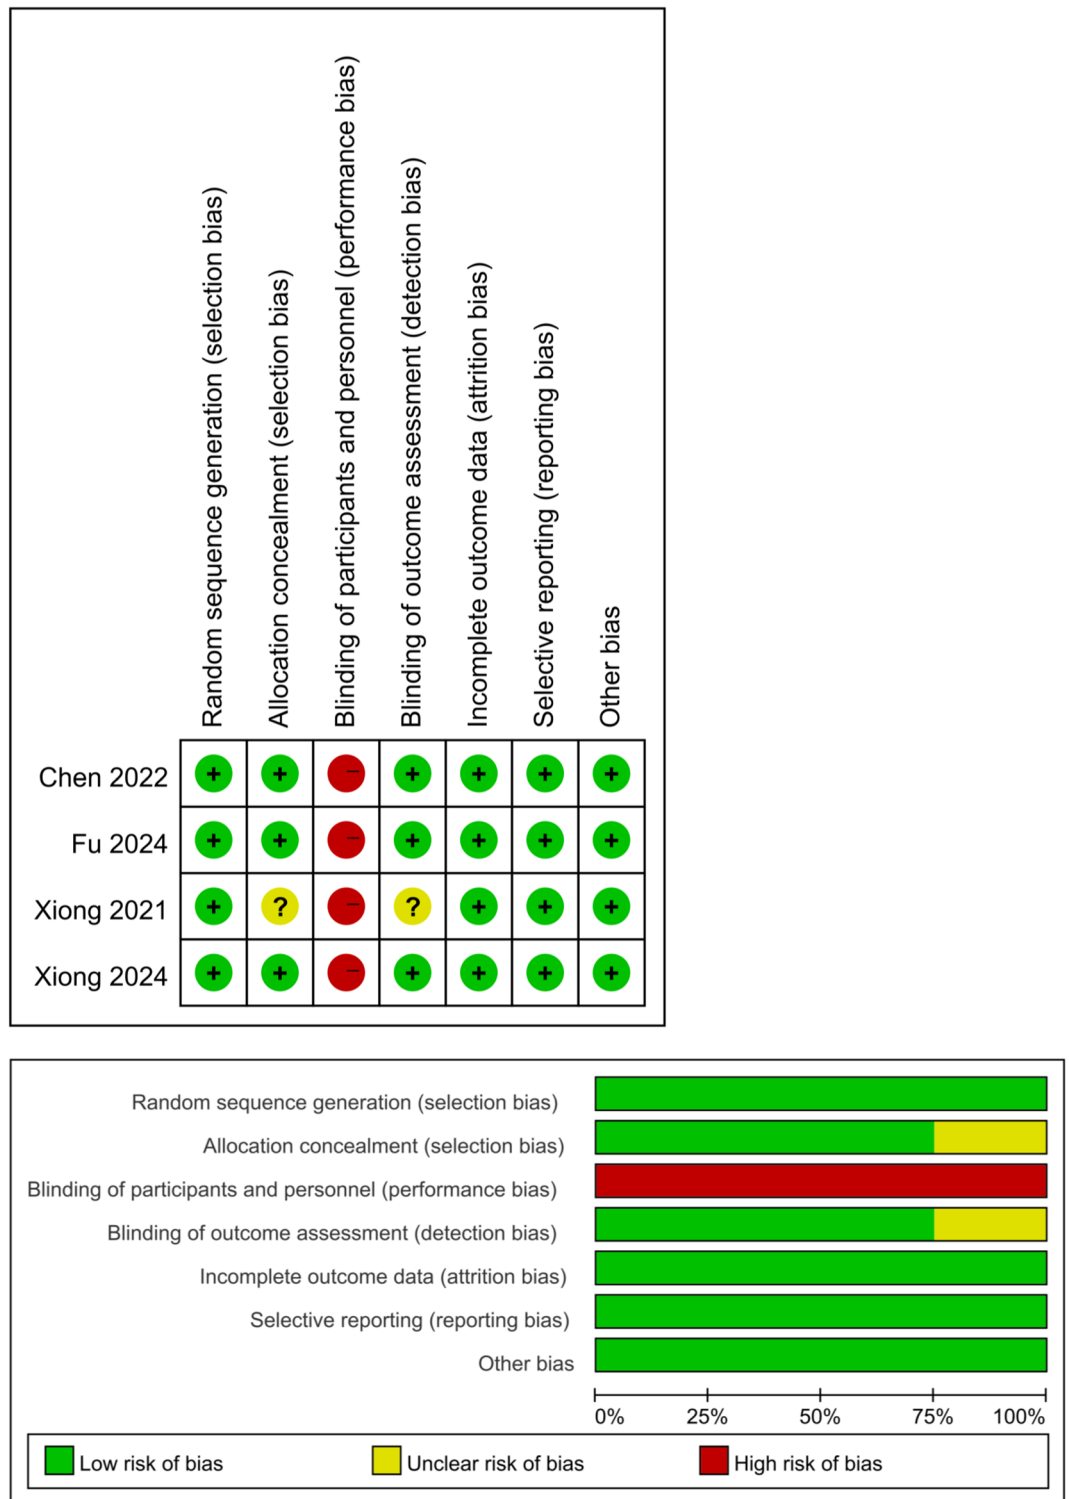 Random sequence generation (selection bias)
Allocation concealment (selection bias)
Blinding of participants and personnel (performance bias)
Blinding of outcome assessment (detection bias)
Incomplete outcome data (attrition bias)
Selective reporting (reporting bias)
Other bias
Chen 2022 + + - + + + +
Fu 2024 + + - + + + +
Xiong 2021 + ? - ? + + +
Xiong 2024 + + - + + + +
Random sequence generation (selection bias)
Allocation concealment (selection bias)
Blinding of participants and personnel (performance bias)
Blinding of outcome assessment (detection bias)
Incomplete outcome data (attrition bias)
Selective reporting (reporting bias)
Other bias
0% 25% 50% 75% 100%
Low risk of bias Unclear risk of bias High risk of bias